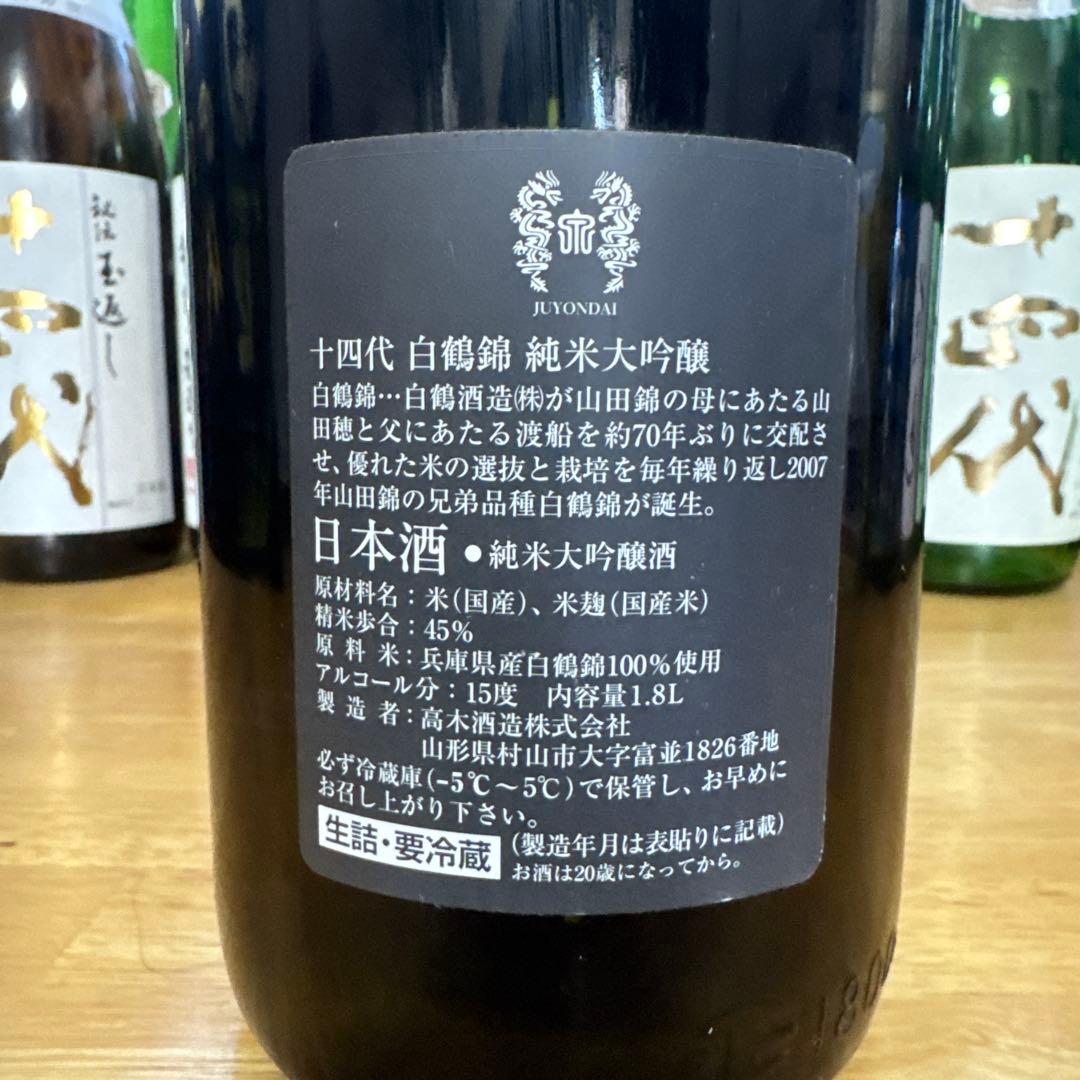 JUYONDAI
十四代 白鶴錦 純米大吟醸
白鶴錦…白鶴酒造㈱が山田錦の母にあたる山
田穂と父にあたる渡船を約70年ぶりに交配さ
せ、優れた米の選抜と栽培を毎年繰り返し2007
年山田錦の兄弟品種白鶴錦が誕生。
日本酒 ● 純米大吟醸酒
原材料名：米(国産)、米麹(国産米)
精米歩合：45%
原料米：兵庫県産白鶴錦100%使用
アルコール分：15度 内容量1.8L
製造者：高木酒造株式会社
山形県村山市大字富並1826番地
必ず冷蔵庫(-5℃〜5℃)で保管し、お早めに
お召し上がり下さい。
生詰・要冷蔵
(製造年月は表貼りに記載)
お酒は20歳になってから。
十四代
秘伝玉返し
十四代